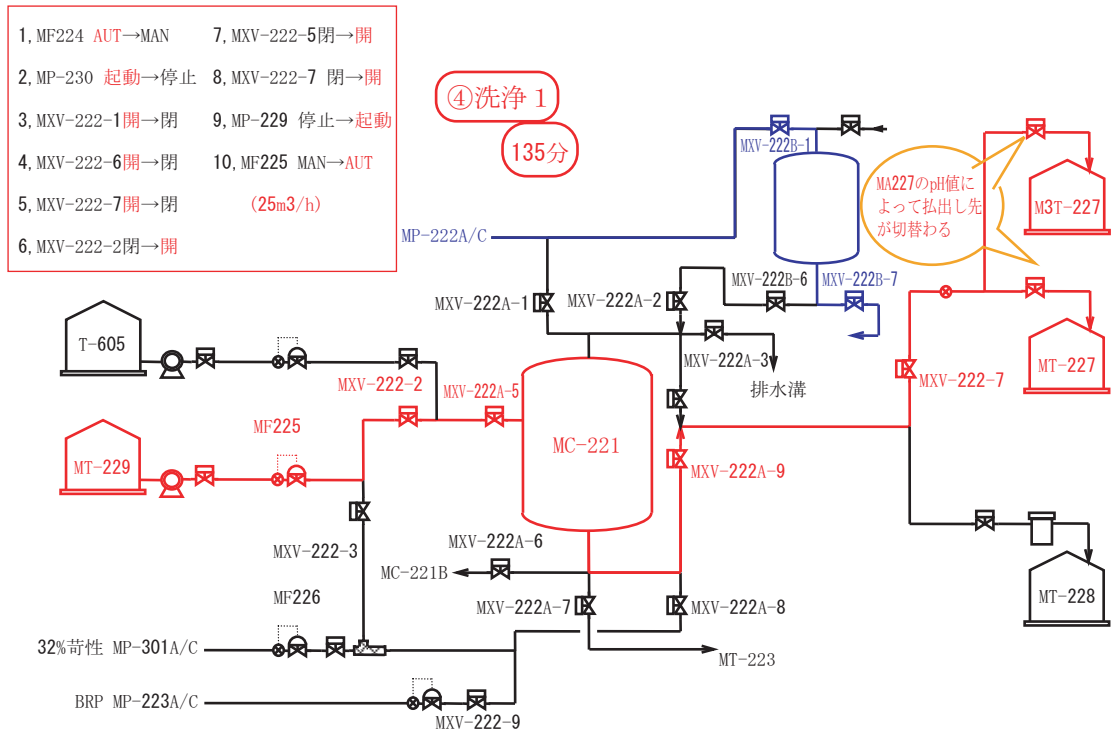 1, MF224 AUT→MAN
2, MP-230 起動→停止
3, MXV-222-1開→閉
4, MXV-222-6開→閉
5, MXV-222-7開→閉
6, MXV-222-2閉→開
7, MXV-222-5閉→開
8, MXV-222-7 閉→開
9, MP-229 停止→起動
10, MF225 MAN→AUT
(25m3/h)
④洗浄1
135分
MXV-222B-1
MA227のpH値に
よって払出し先
が切替わる
M3T-227
MP-222A/C
MXV-222B-6
MXV-222B-7
MXV-222A-1
MXV-222A-2
T-605
MXV-222A-3
MT-227
MXV-222-2
MXV-222A-5
MXV-222-7
排水溝
MF225
MC-221
MT-229
MXV-222A-9
MXV-222A-6
MXV-222-3
MC-221B
MF226
MXV-222A-7
MXV-222A-8
MT-228
32%苛性 MP-301A/C
MT-223
BRP MP-223A/C
MXV-222-9